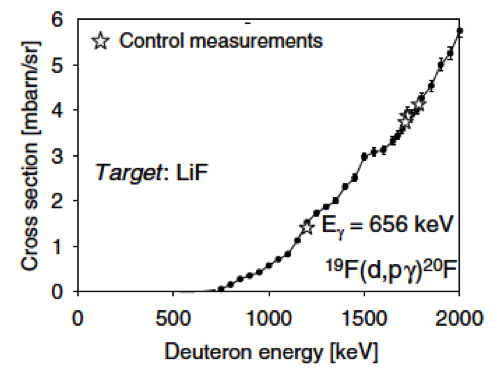 6
☆ Control measurements
5
4
3
Target: LiF
2
E_γ = 656 keV
1
¹⁹F(d,pγ)²⁰F
0
0 500 1000 1500 2000
Deuteron energy [keV]
Cross section [mbarn/sr]